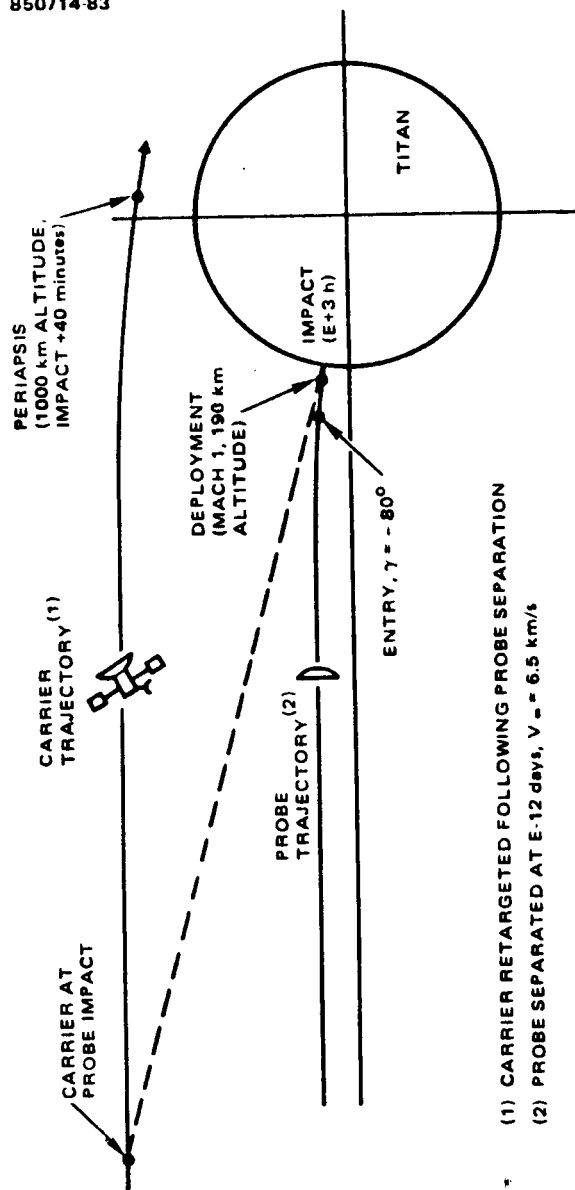 850714-83
PERIAPSIS
(1000 km ALTITUDE,
IMPACT +40 minutes)
TITAN
IMPACT
(E+3 h)
DEPLOYMENT
(MACH 1, 190 km
ALTITUDE)
ENTRY, γ = - 80°
CARRIER
TRAJECTORY(1)
PROBE
TRAJECTORY(2)
CARRIER AT
PROBE IMPACT
(1) CARRIER RETARGETED FOLLOWING PROBE SEPARATION
(2) PROBE SEPARATED AT E-12 days, V∞ = 6.5 km/s